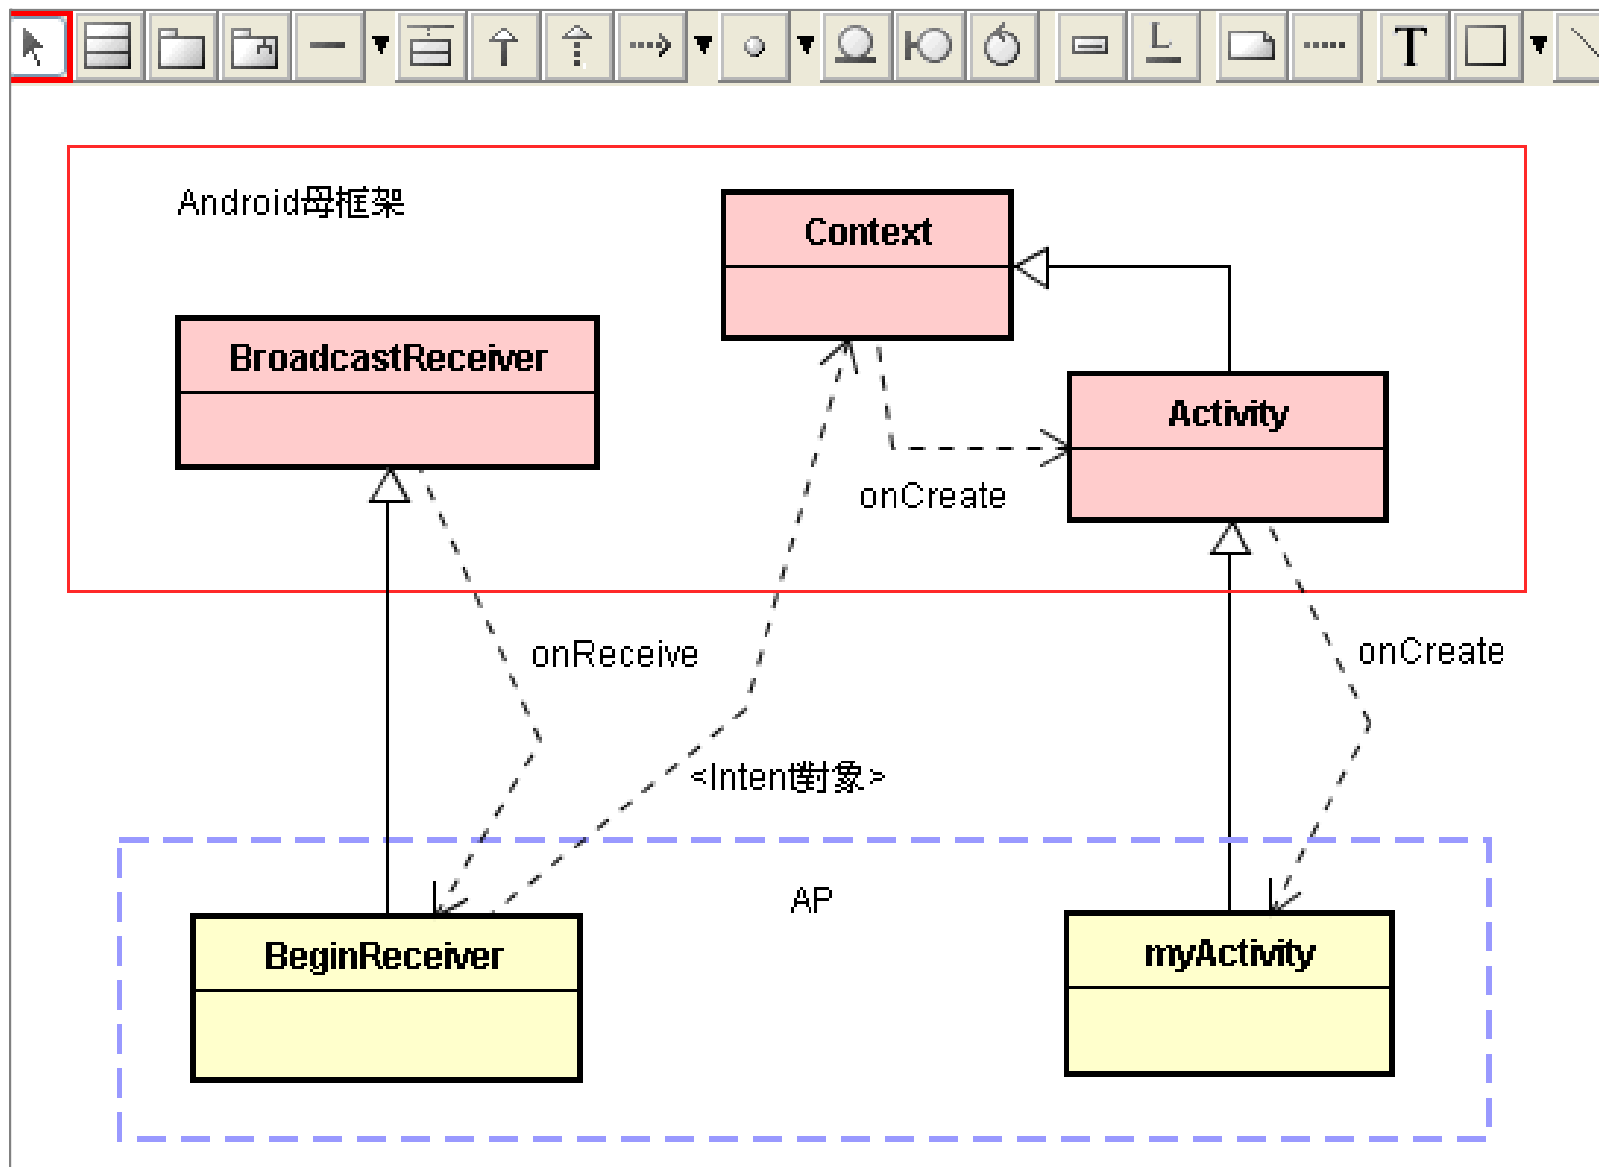 T
Android母框架
Context
BroadcastReceiver
Activity
onCreate
onReceive
onCreate
<Intent對象>
AP
BeginReceiver
myActivity